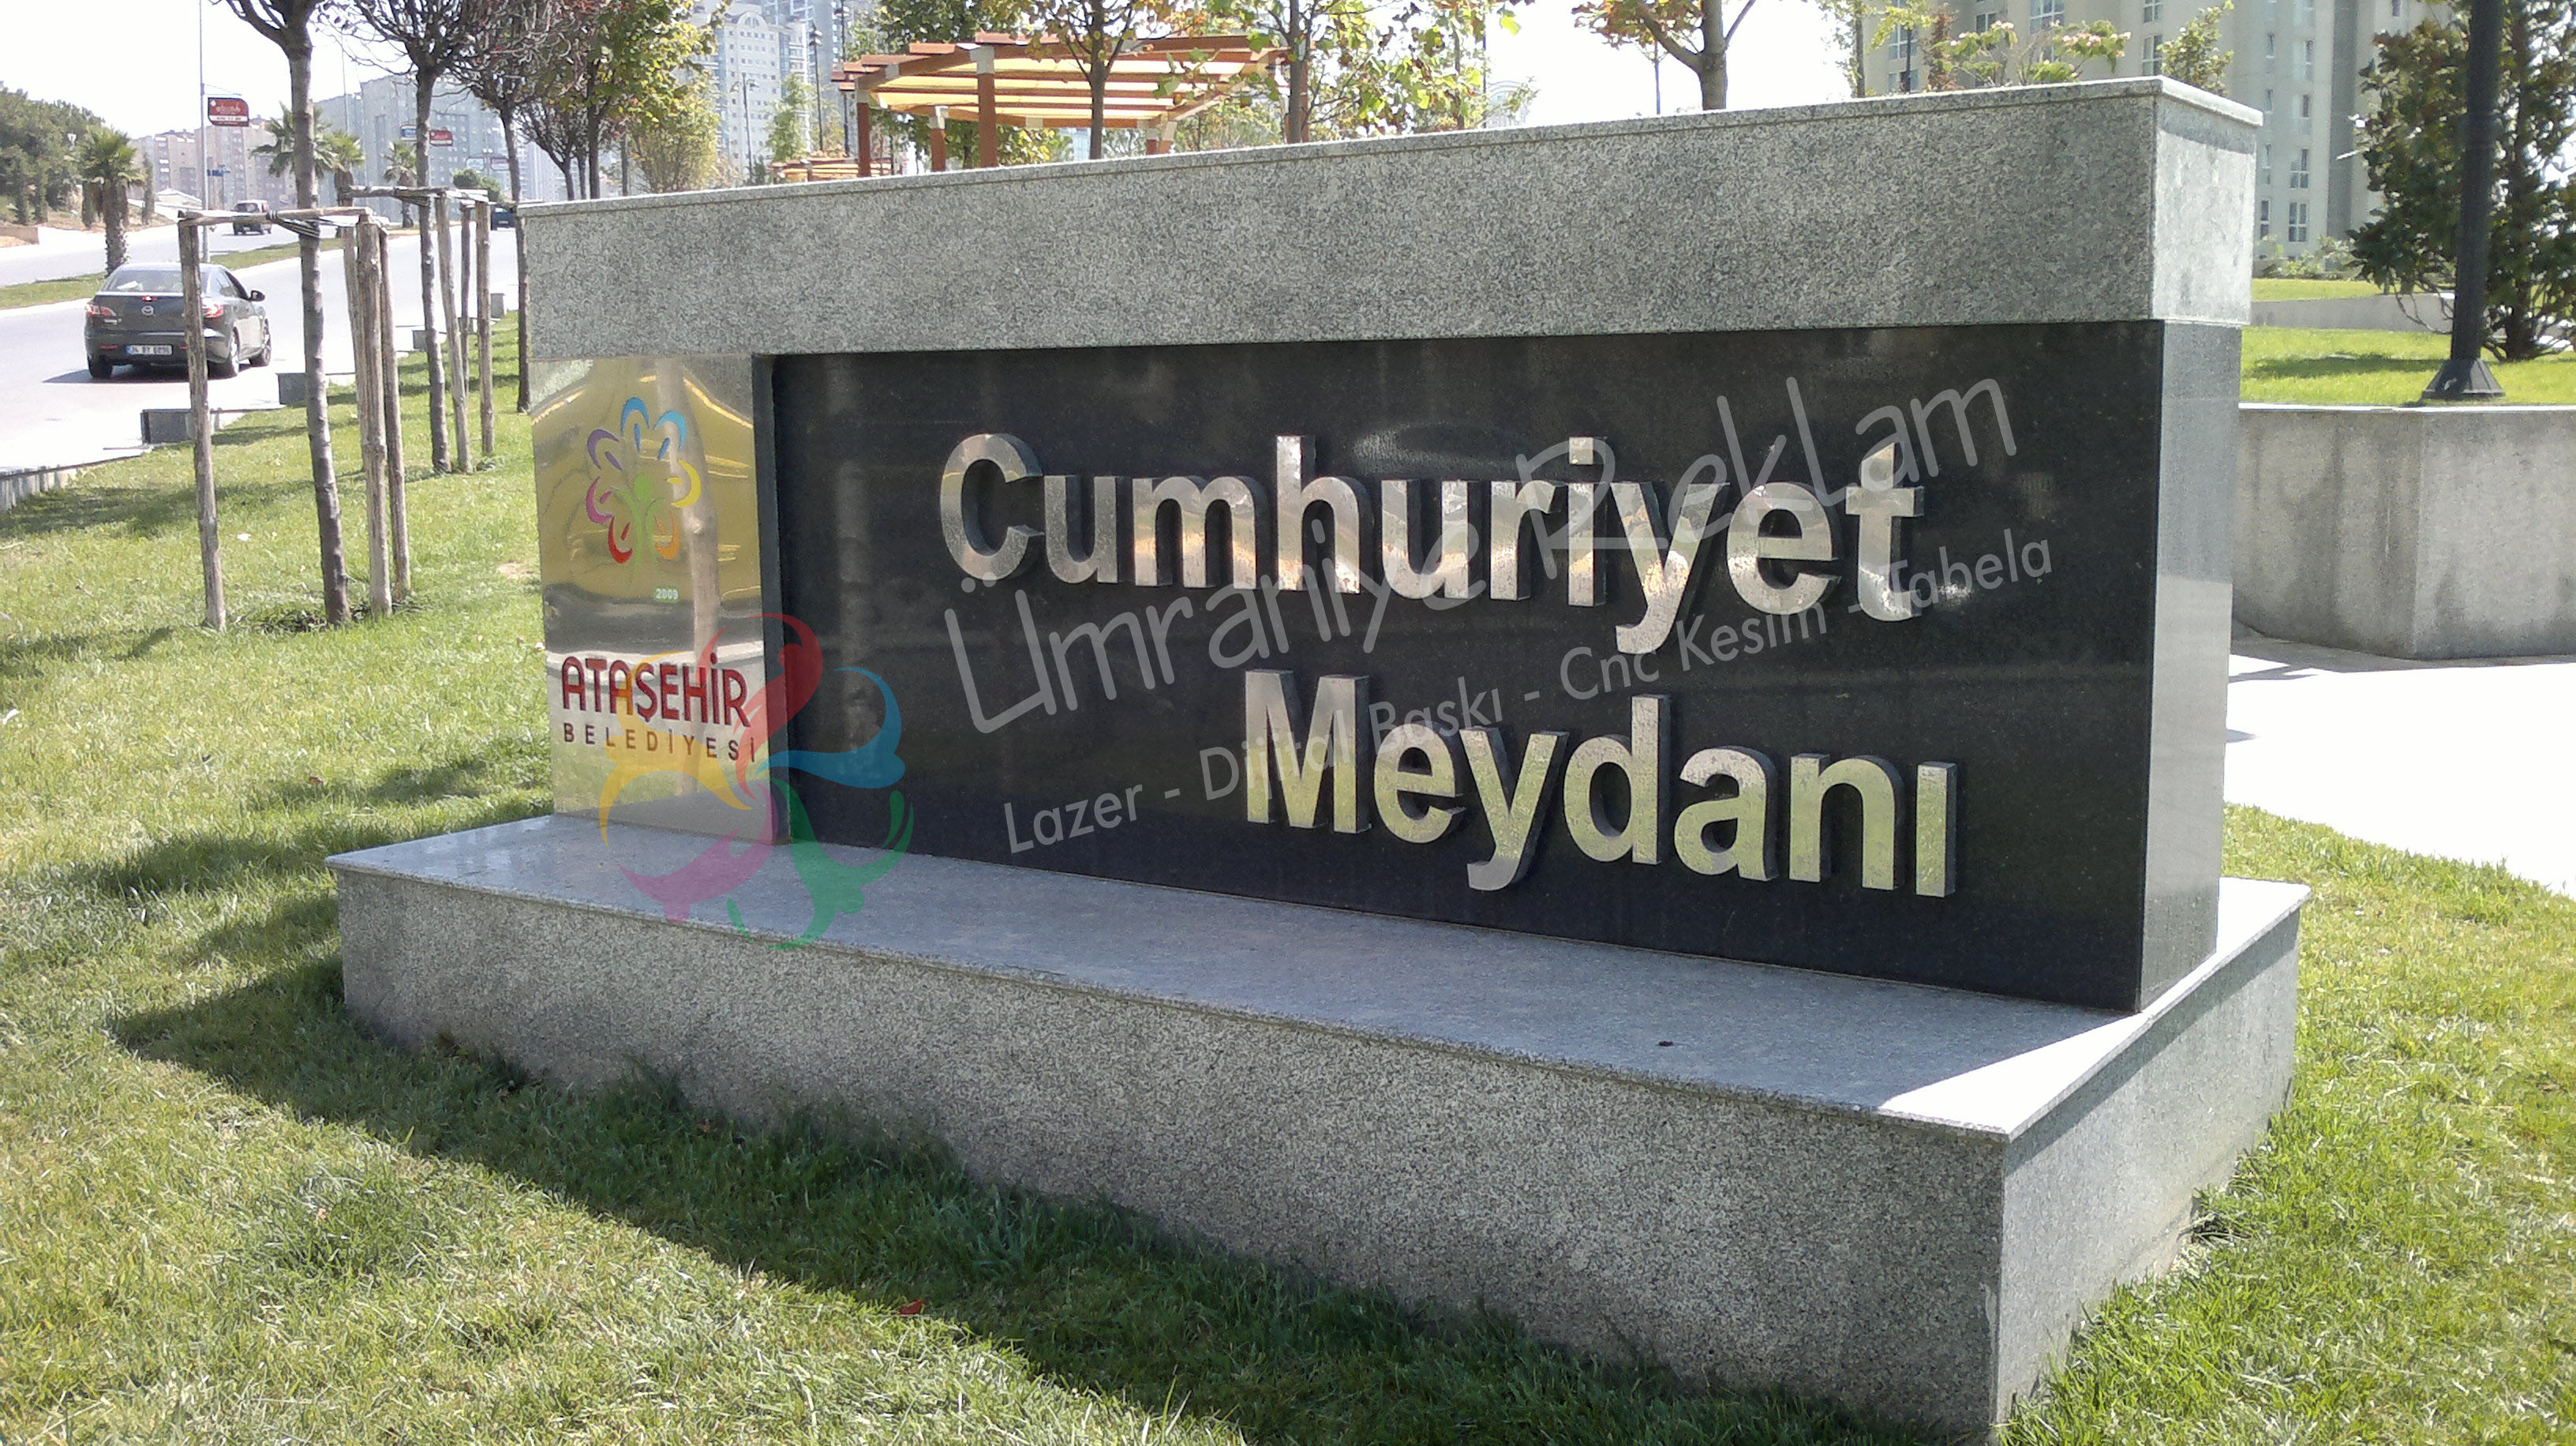 2009
ATAŞEHİR
BELEDİYESİ
Cumhuriyet
Meydanı
Ümraniye Reklam
Lazer - Dijital Baskı - Cnc Kesim - Tabela